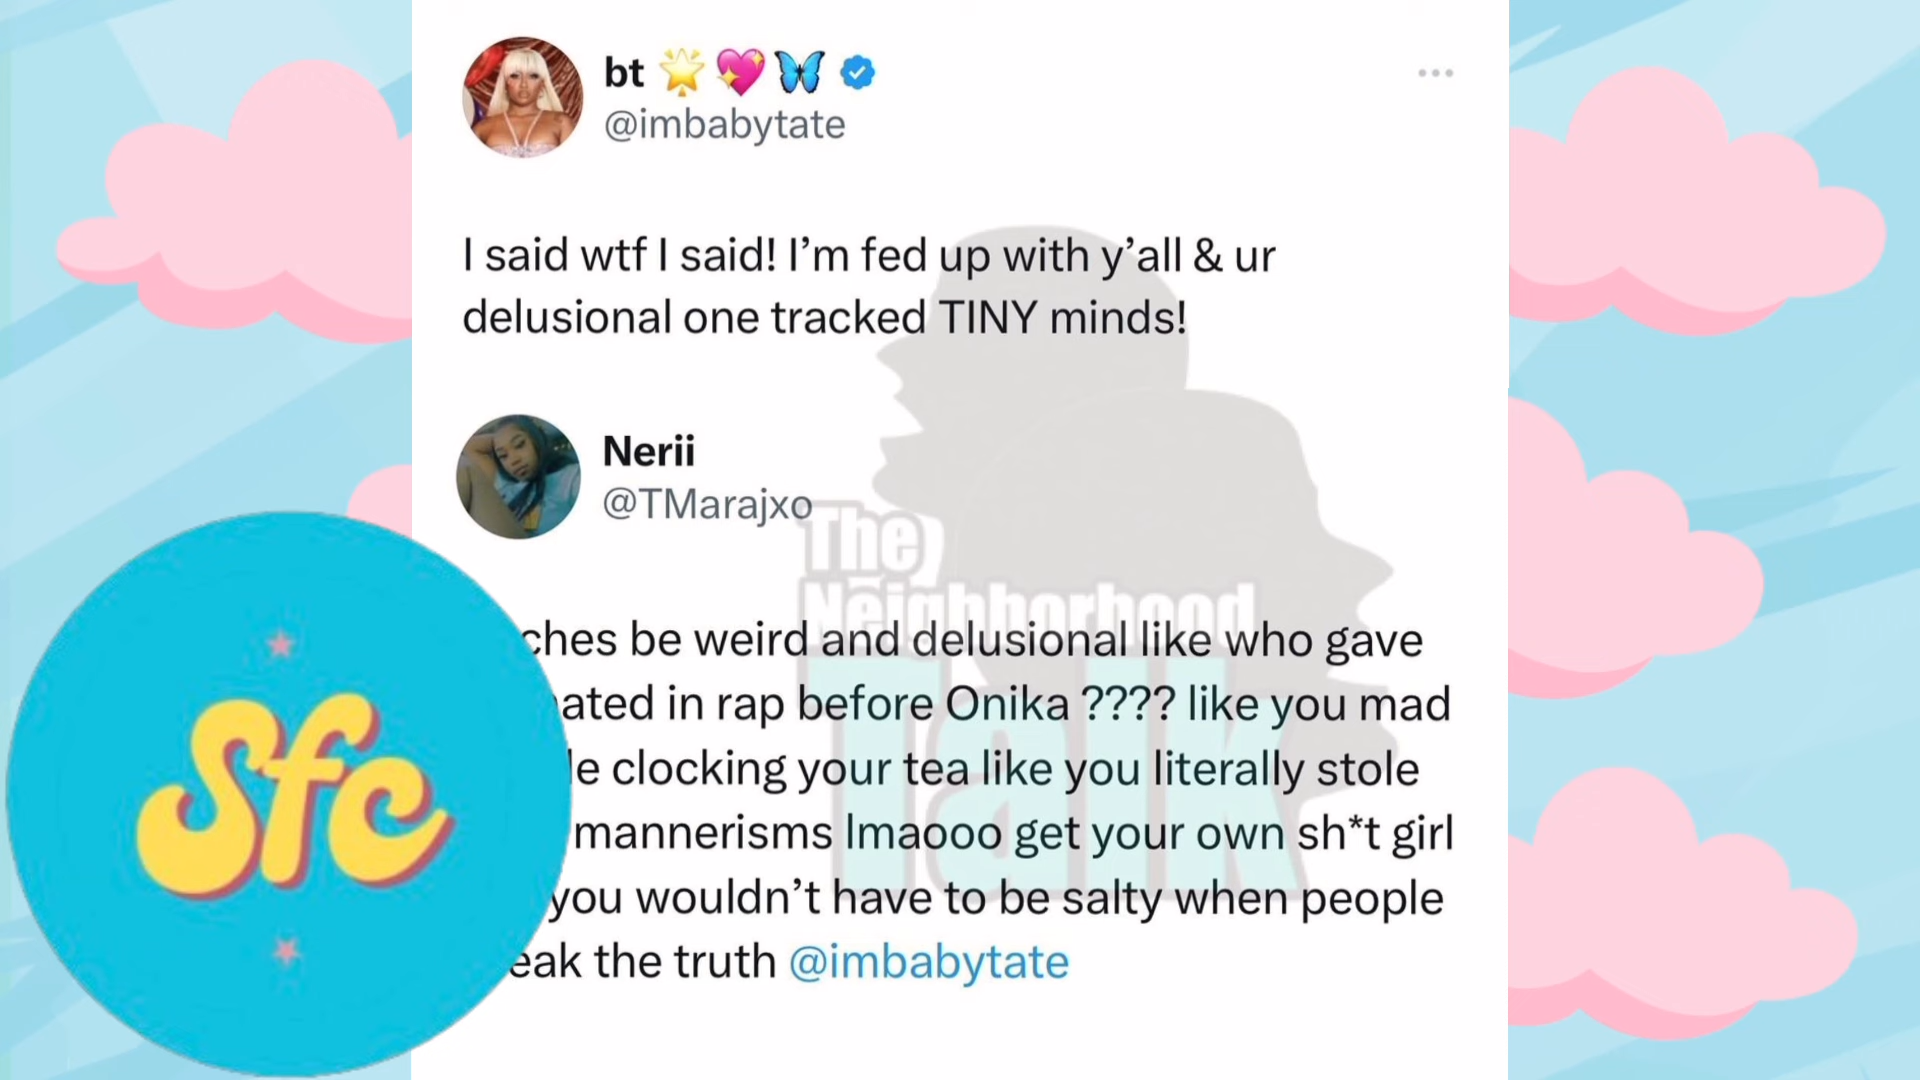 bt 🌟💖🦋
@imbabytate
I said wtf I said! I’m fed up with y’all & ur
delusional one tracked TINY minds!
Nerii
@TMarajxo
The
Neighborhood
Talk
be weird and delusional like who gave
in rap before Onika ???? like you mad
clocking your tea like you literally stole
mannerisms lmaooo get your own sh*t girl
you wouldn’t have to be salty when people
the truth @imbabytate
Sfc